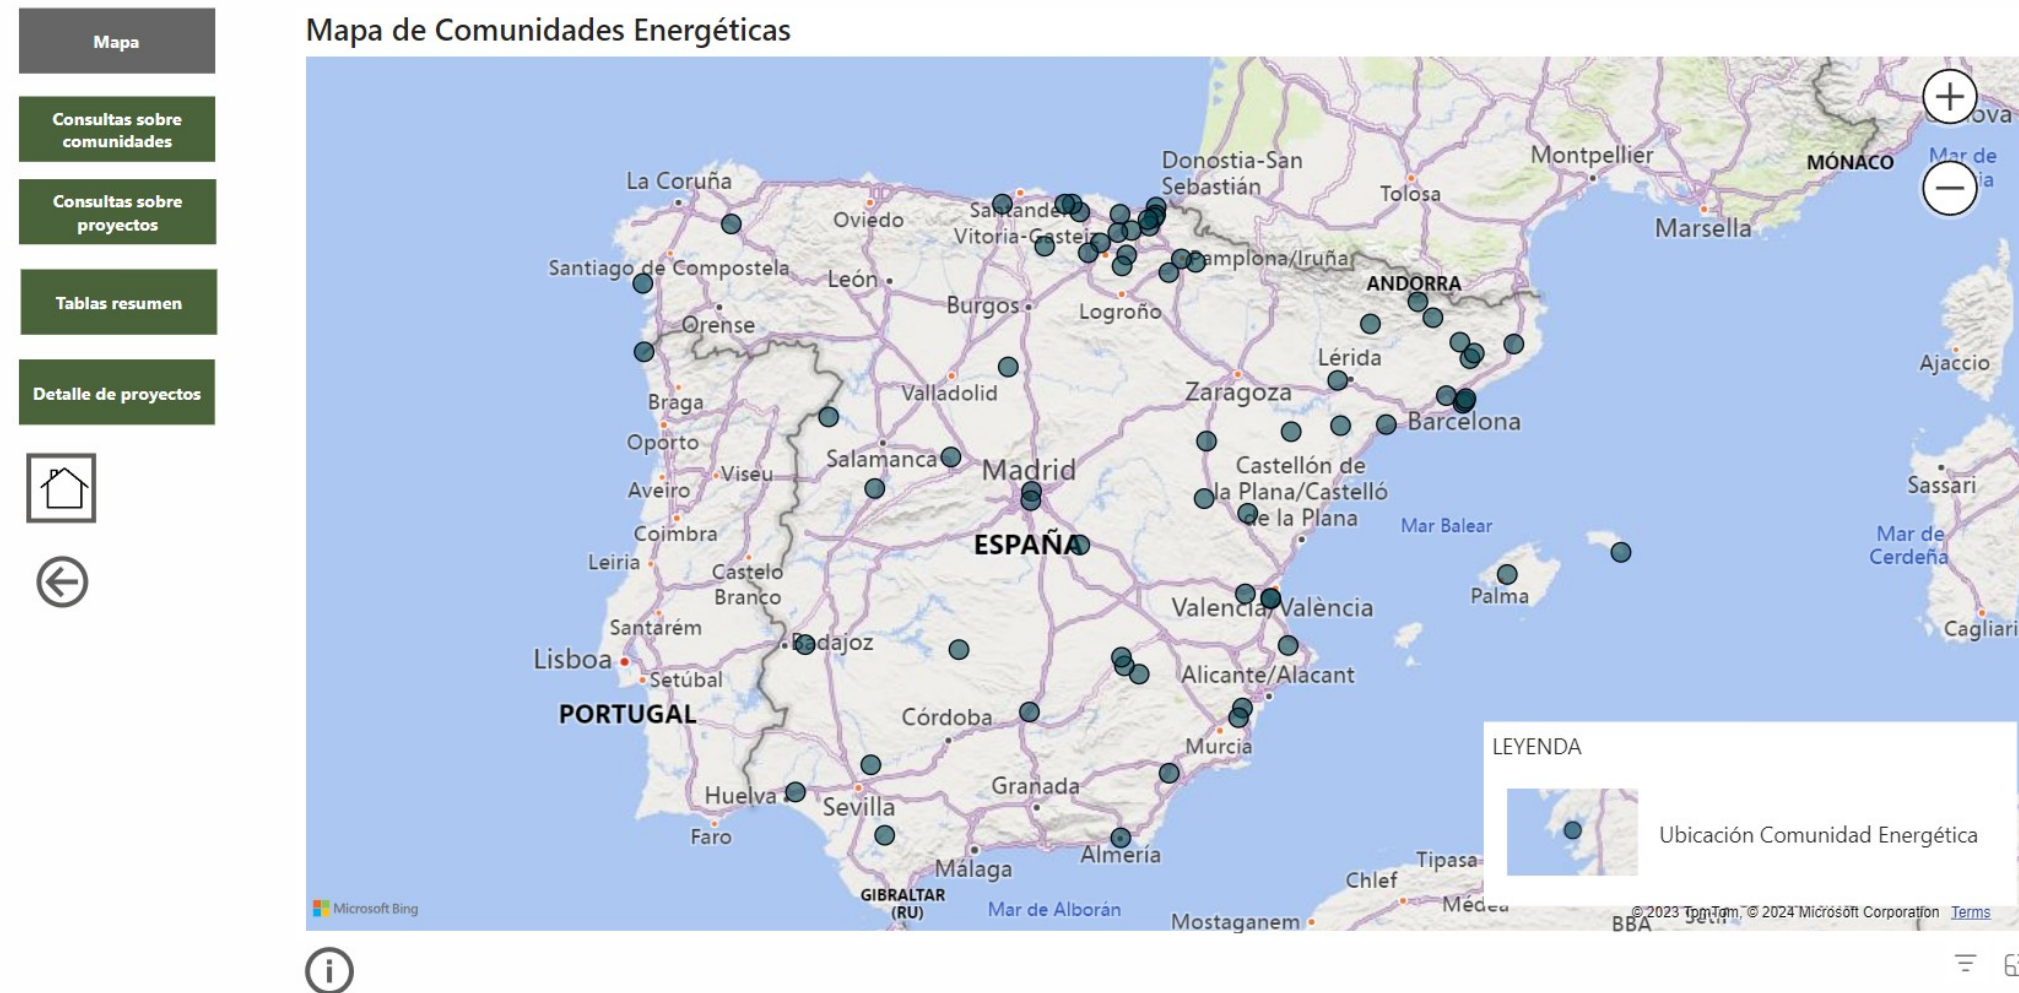 Mapa
Consultas sobre
comunidades
Consultas sobre
proyectos
Tablas resumen
Detalle de proyectos
Mapa de Comunidades Energéticas
Donostia-San
Sebastián
Montpellier
MÓNACO
Mar de
La Coruña
Tolosa
Oviedo
Vitoria-Gasteiz
Marsella
Santiago de Compostela
Pamplona/Iruña
León
ANDORRA
Burgos
Logroño
Orense
Lérida
Ajaccio
Valladolid
Zaragoza
Braga
Barcelona
Oporto
Salamanca
Madrid
Castellón de
la Plana/Castelló
de la Plana
Viseu
Aveiro
Sassari
Coimbra
Mar Balear
Mar de
Cerdeña
ESPAÑA
Leiria
Castelo
Branco
Palma
Valencia/València
Santarém
Cagliari
Badajoz
Lisboa
Setúbal
Alicante/Alacant
PORTUGAL
Córdoba
Murcia
LEYENDA
Huelva
Sevilla
Granada
Faro
Ubicación Comunidad Energética
Almería
Málaga
Tipasa
Chlef
GIBRALTAR
(RU)
Mar de Alborán
Microsoft Bing
Mostaganem
© 2023 TomTom, © 2024 Microsoft Corporation Terms
BBA